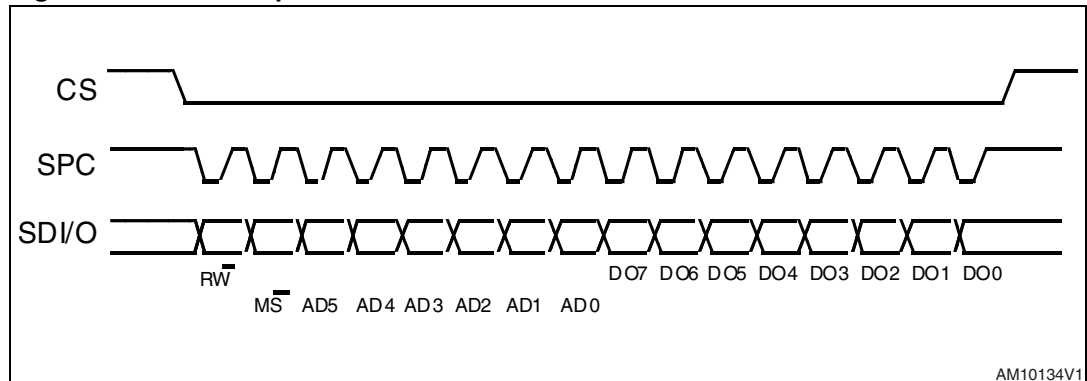 CS
SPC
SDI/O
RW
DO7 DO6 DO5 DO4 DO3 DO2 DO1 DO0
MS AD5 AD4 AD3 AD2 AD1 AD0
AM10134V1